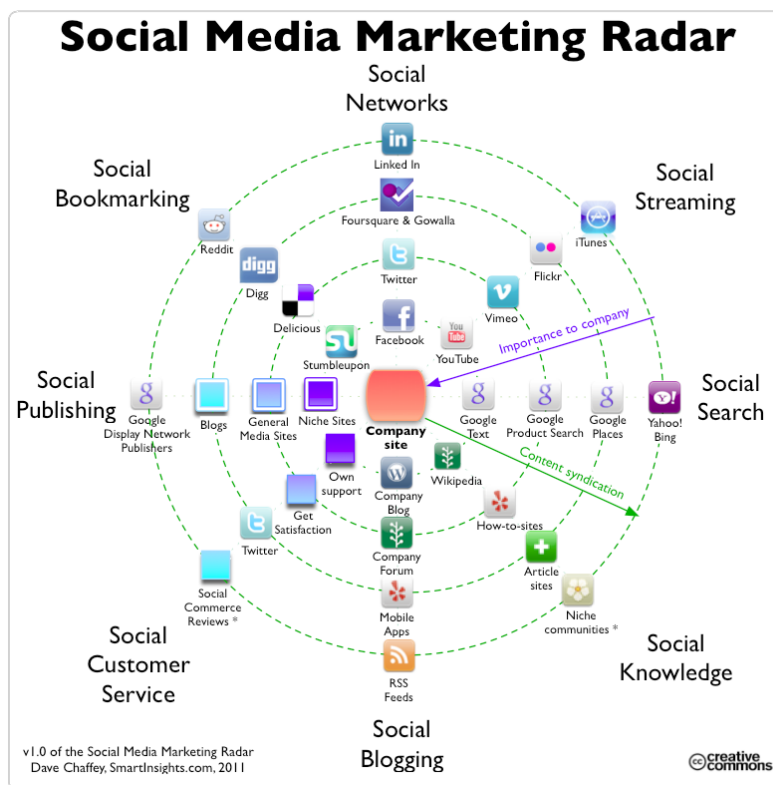 Social Media Marketing Radar
Social
Networks
in
Linked In
Social
Bookmarking
Social
Streaming
Foursquare & Gowalla
Reddit
iTunes
digg
Digg
t
Twitter
Flickr
Delicious
v
Vimeo
f
Facebook
You
Tube
YouTube
Stumbleupon
Importance to company
Social
Publishing
g
Google
Display Network
Publishers
Blogs
General
Media Sites
Niche Sites
Company
site
g
Google
Text
g
Google
Product Search
g
Google
Places
Y!
Yahoo!
Bing
Social
Search
Content syndication
Own
support
W
Company
Blog
Wikipedia
Get
Satisfaction
How-to-sites
t
Twitter
Company
Forum
Article
sites
Social
Commerce
Reviews *
Mobile
Apps
Niche
communities *
Social
Customer
Service
RSS
Feeds
Social
Knowledge
Social
Blogging
v1.0 of the Social Media Marketing Radar
Dave Chaffey, SmartInsights.com, 2011
cc creative
commons